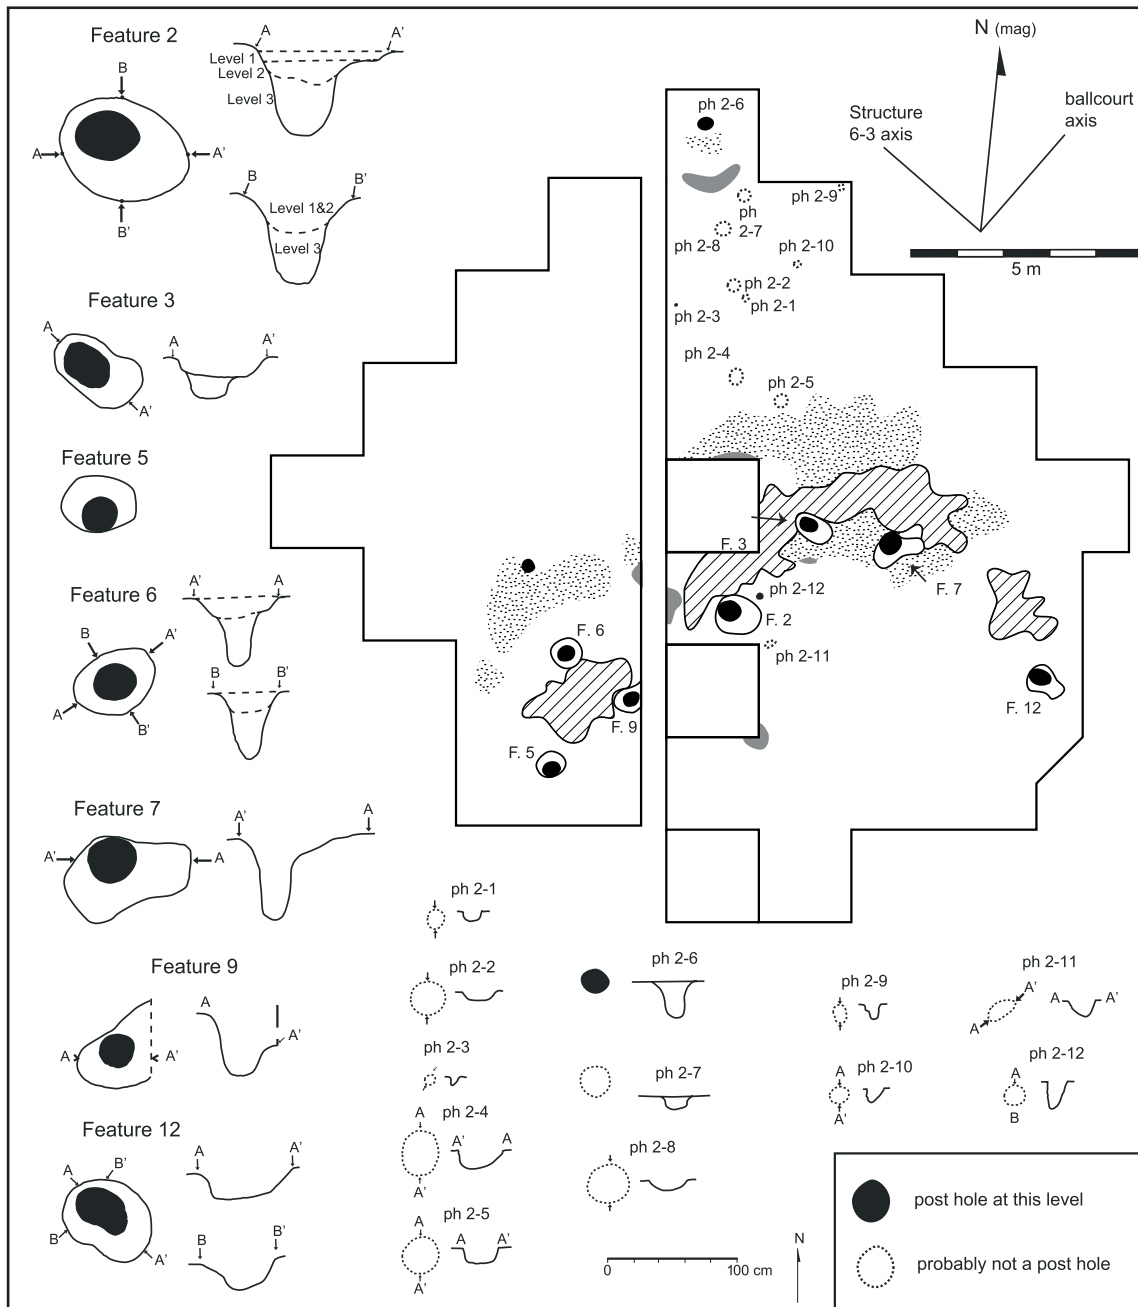 Feature 2
A
A'
Level 1
Level 2
Level 3
B
A
A'
B'
B
B'
Level 1&2
Level 3
Feature 3
A
A'
A
A'
Feature 5
Feature 6
A'
A
B
A'
A
B'
B
B'
Feature 7
A'
A
A'
A
Feature 9
A
A'
A
A'
Feature 12
A
B'
B
A'
A
A'
B
B'
N (mag)
Structure
6-3 axis
ballcourt
axis
5 m
ph 2-6
ph 2-9
ph
2-7
ph 2-8
ph 2-10
ph 2-2
ph 2-1
ph 2-3
ph 2-4
ph 2-5
F. 3
F. 7
ph 2-12
F. 2
ph 2-11
F. 12
F. 6
F. 9
F. 5
ph 2-1
ph 2-2
ph 2-3
ph 2-4
A
A'
A'
A
ph 2-5
A
A'
A
A'
ph 2-6
ph 2-7
ph 2-8
ph 2-9
ph 2-10
A
A'
ph 2-11
A'
A
A
A'
ph 2-12
A
B
0
100 cm
N
post hole at this level
probably not a post hole